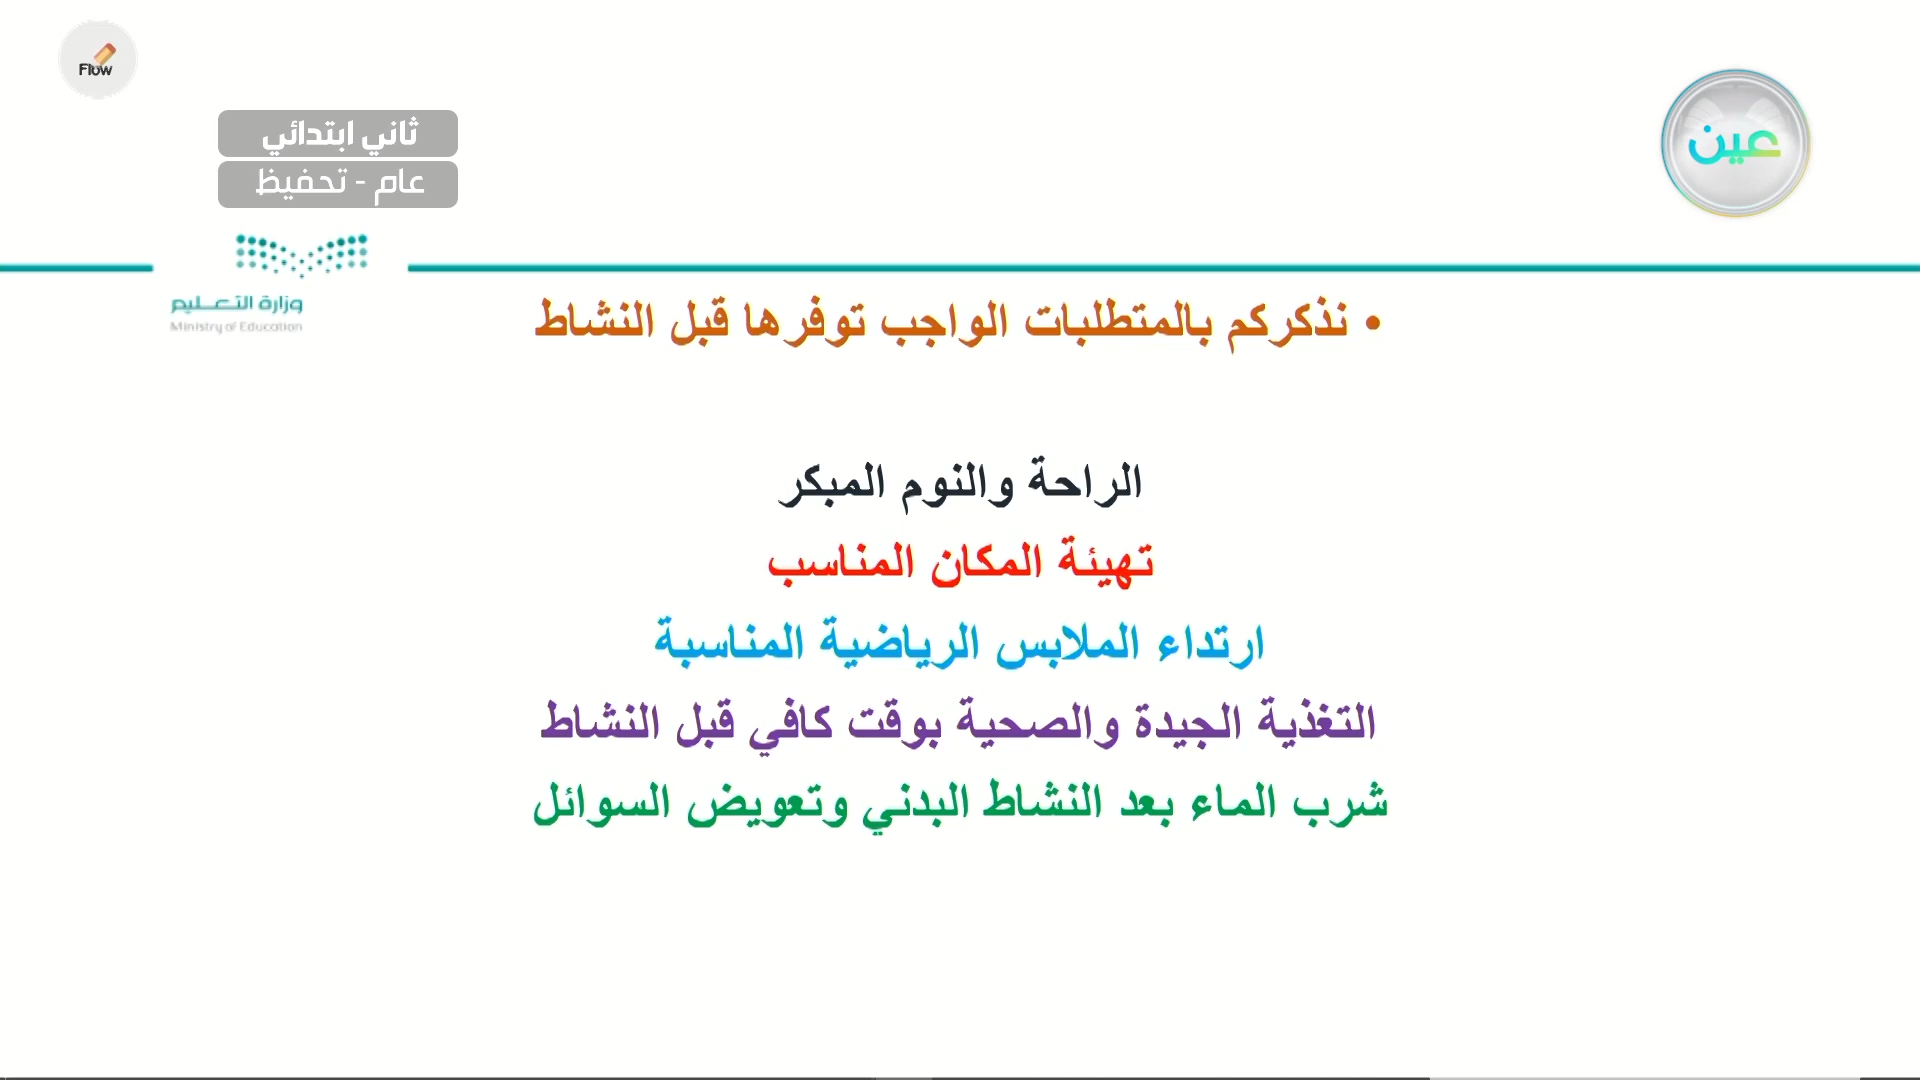 Flow
ثاني ابتدائي
عام - تحفيظ
عين
وزارة التعليم
Ministry of Education
• نذكركم بالمتطلبات الواجب توفرها قبل النشاط
الراحة والنوم المبكر
تهيئة المكان المناسب
ارتداء الملابس الرياضية المناسبة
التغذية الجيدة والصحية بوقت كافي قبل النشاط
شرب الماء بعد النشاط البدني وتعويض السوائل